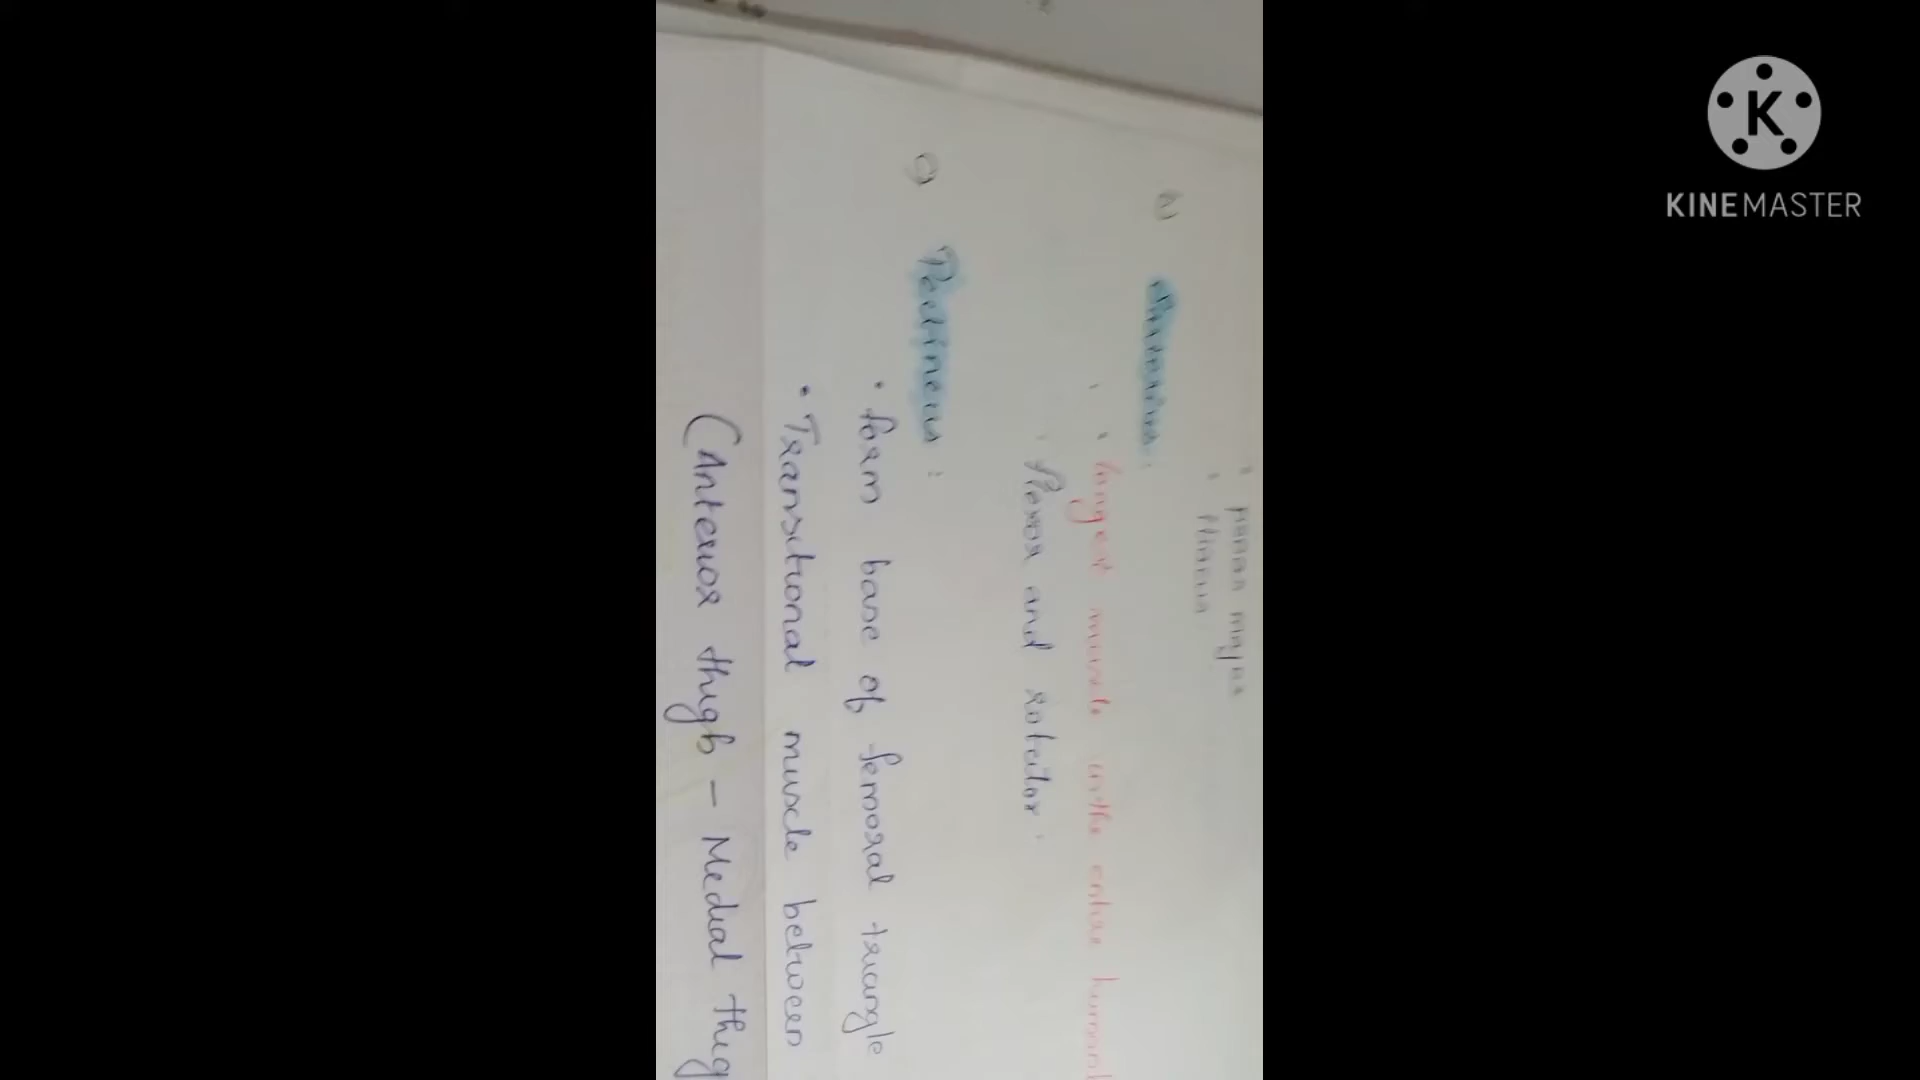 • psoas major
• Iliacus
b) Sartorius:
• longest muscle in the entire human
• flexor and rotator.
c) Pectineus:
• form base of femoral triangle
• Transitional muscle between
(Anterior thigh - Medial thig
K
KINEMASTER